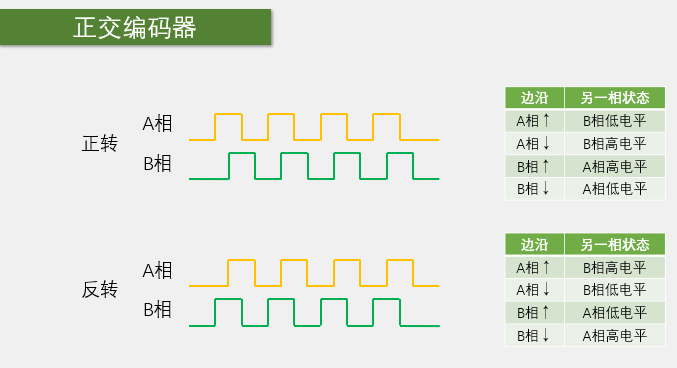 正交编码器
正转
A相
B相
边沿 另一相状态
A相↑ B相低电平
A相↓ B相高电平
B相↑ A相高电平
B相↓ A相低电平
反转
A相
B相
边沿 另一相状态
A相↑ B相高电平
A相↓ B相低电平
B相↑ A相低电平
B相↓ A相高电平